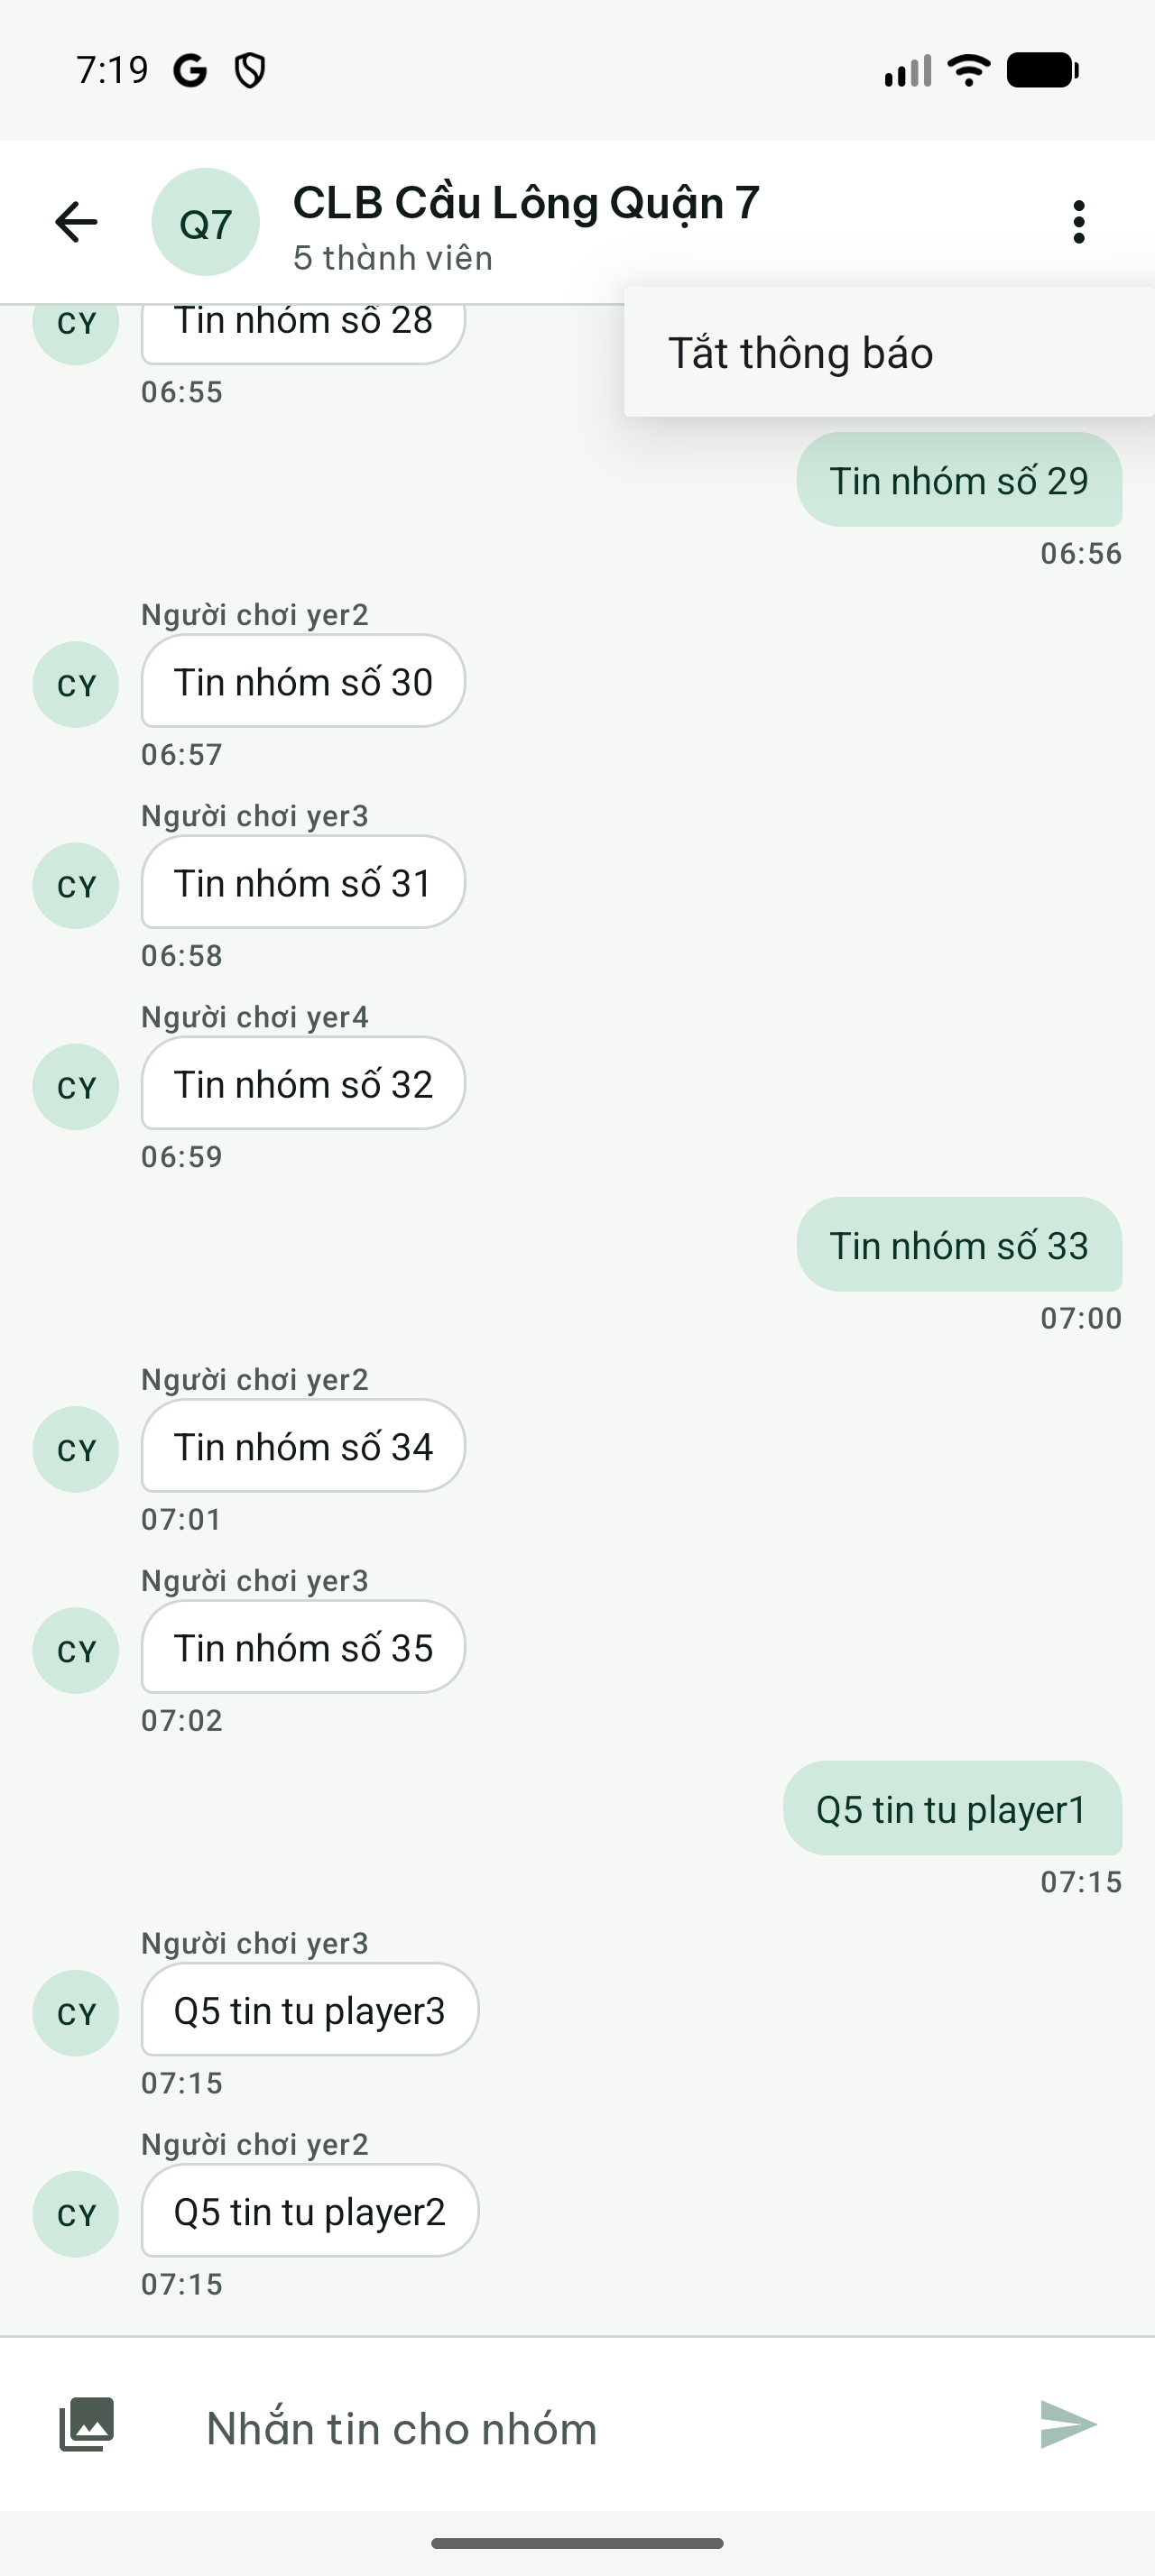 7:19
Q7
CLB Cầu Lông Quận 7
5 thành viên
Tắt thông báo
CY
Tin nhóm số 28
06:55
Tin nhóm số 29
06:56
Người chơi yer2
CY
Tin nhóm số 30
06:57
Người chơi yer3
CY
Tin nhóm số 31
06:58
Người chơi yer4
CY
Tin nhóm số 32
06:59
Tin nhóm số 33
07:00
Người chơi yer2
CY
Tin nhóm số 34
07:01
Người chơi yer3
CY
Tin nhóm số 35
07:02
Q5 tin tu player1
07:15
Người chơi yer3
CY
Q5 tin tu player3
07:15
Người chơi yer2
CY
Q5 tin tu player2
07:15
Nhắn tin cho nhóm